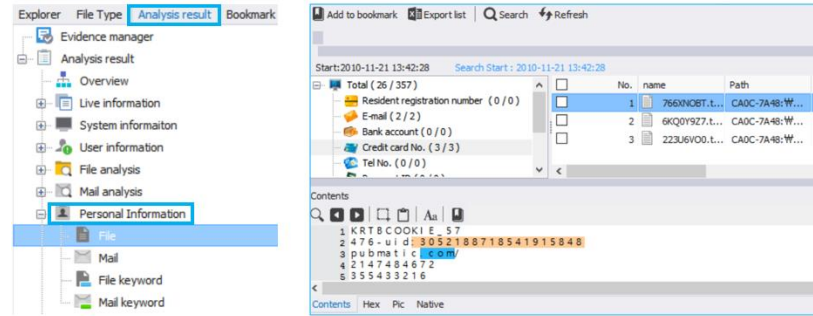 Explorer File Type Analysis result Bookmark
Evidence manager
Analysis result
Overview
Live information
System informaiton
User information
File analysis
Mail analysis
Personal Information
File
Mail
File keyword
Mail keyword
Add to bookmark Export list Search Refresh
Start:2010-11-21 13:42:28 Search Start : 2010-11-21 13:42:28
Total ( 26 / 357 )
Resident registration number ( 0 / 0 )
E-mail ( 2 / 2 )
Bank account ( 0 / 0 )
Credit card No. ( 3 / 3 )
Tel No. ( 0 / 0 )
No. name Path
1 766XNOBT.t... CA0C-7A48:₩...
2 6KQ0Y9Z7.t... CA0C-7A48:₩...
3 223U6VO0.t... CA0C-7A48:₩...
Contents
1 KRTBCOOKIE_57
2 476-uid:3052188718541915848
3 pubmatic.com/
4 2147484672
5 355433216
Contents Hex Pic Native